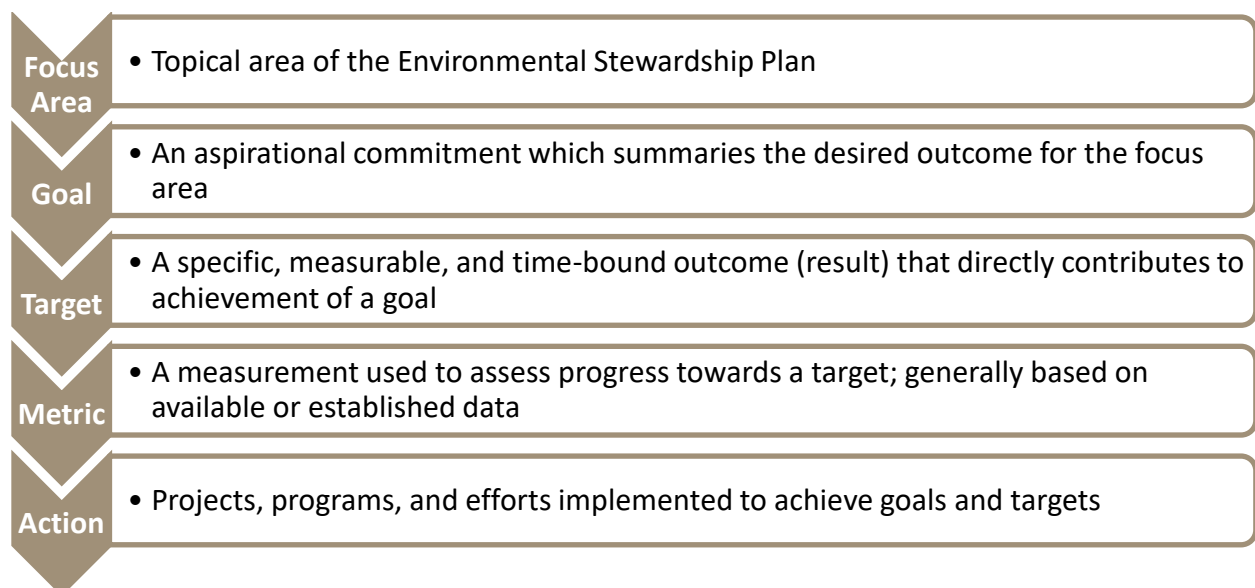 Focus
Area
• Topical area of the Environmental Stewardship Plan
Goal
• An aspirational commitment which summaries the desired outcome for the focus
area
Target
• A specific, measurable, and time-bound outcome (result) that directly contributes to
achievement of a goal
Metric
• A measurement used to assess progress towards a target; generally based on
available or established data
Action
• Projects, programs, and efforts implemented to achieve goals and targets